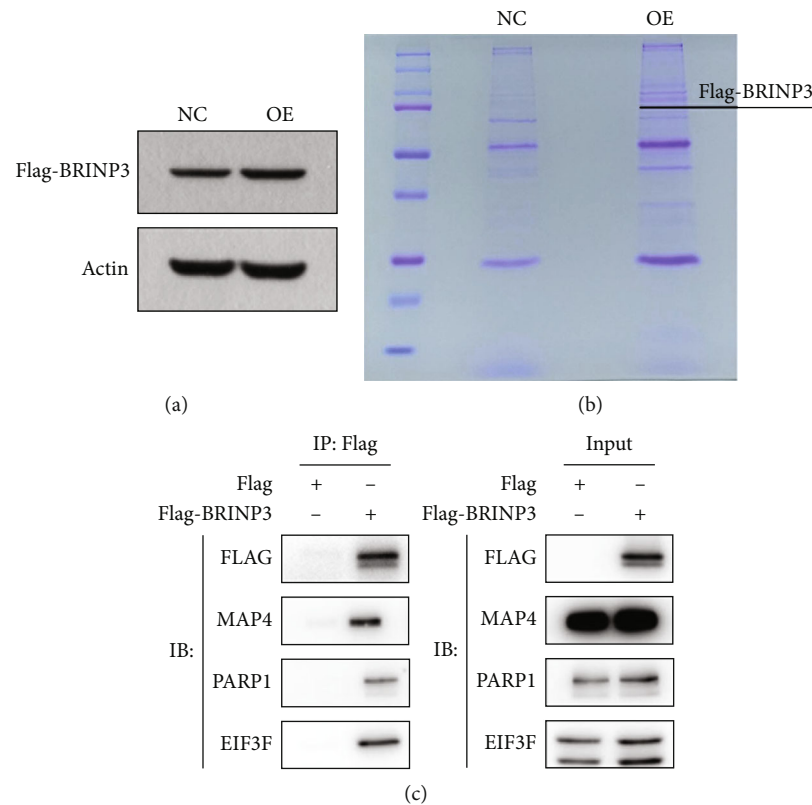 NC OE
Flag-BRINP3
Actin
(a)
NC OE
Flag-BRINP3
(b)
IP: Flag
Flag + –
Flag-BRINP3 – +
IB:
FLAG
MAP4
PARP1
EIF3F
Input
Flag + –
Flag-BRINP3 – +
IB:
FLAG
MAP4
PARP1
EIF3F
(c)